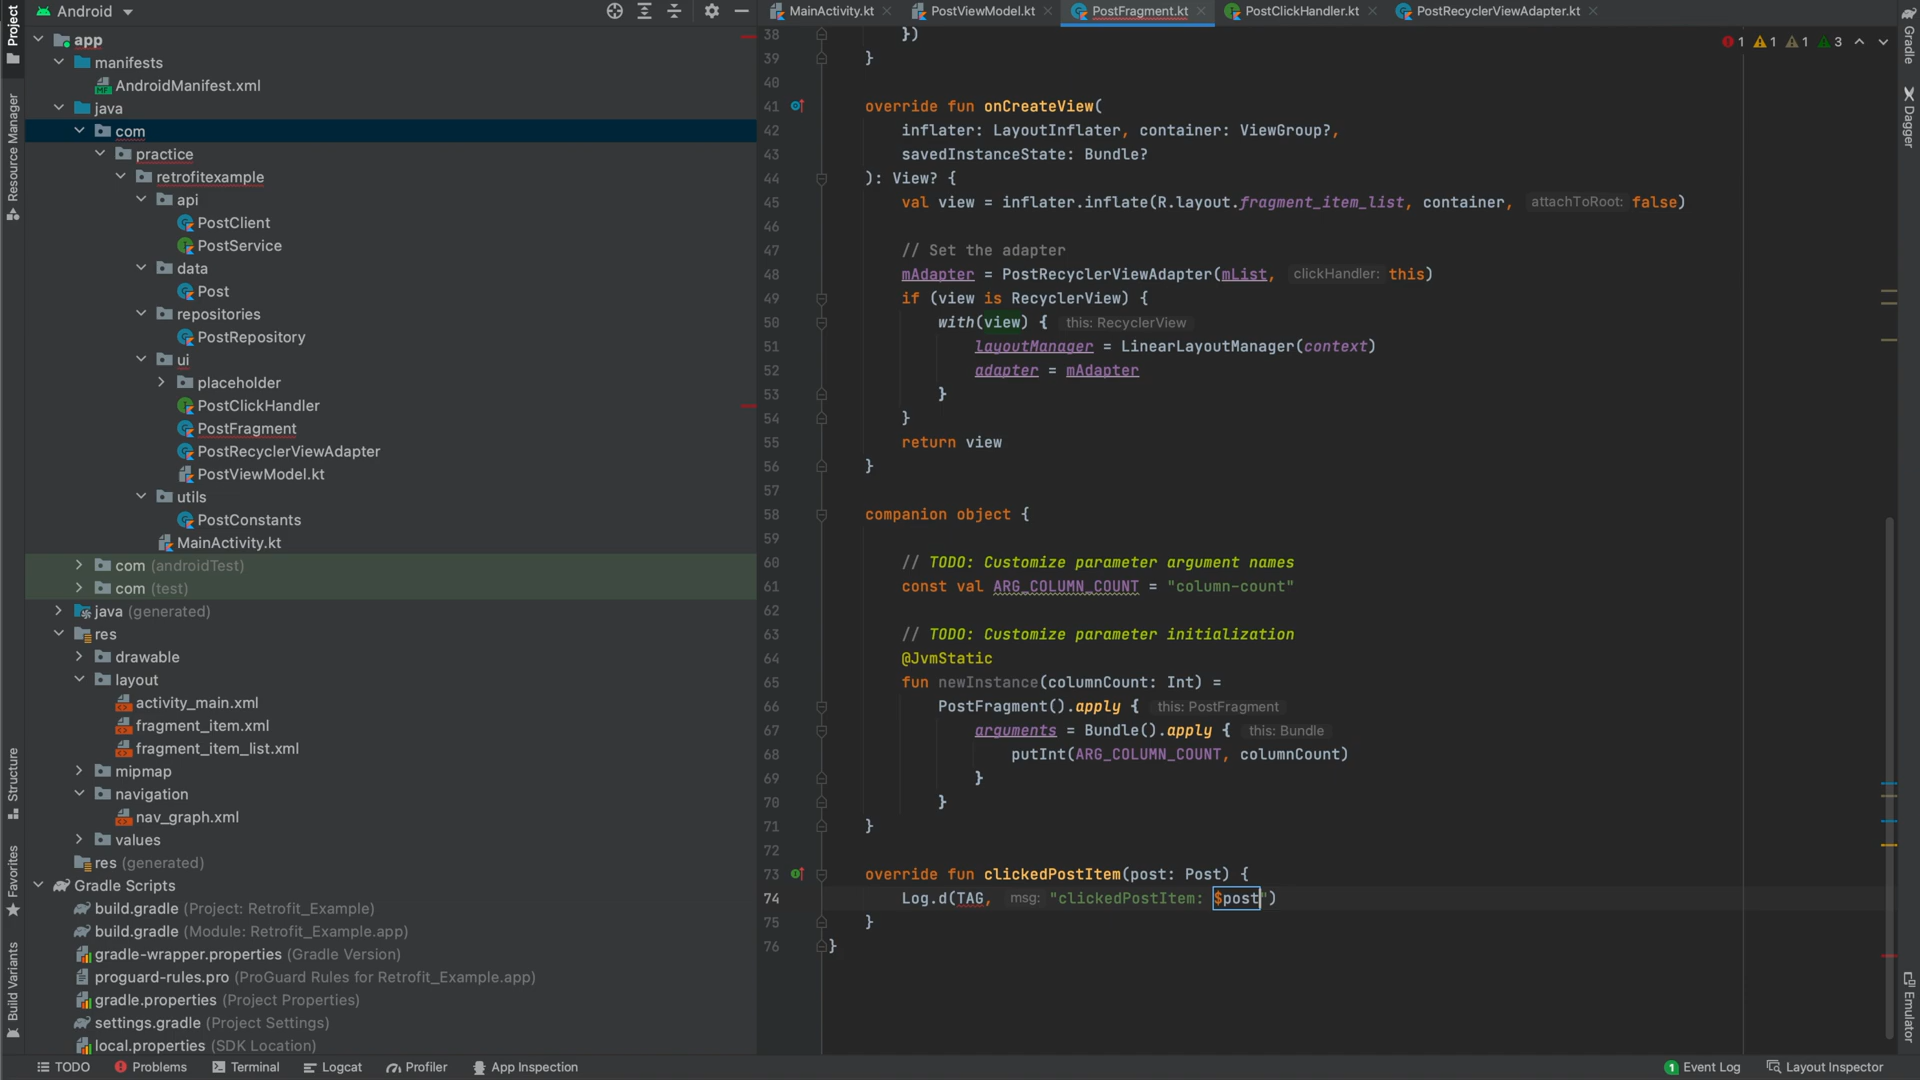 Android
MainActivity.kt
PostViewModel.kt
PostFragment.kt
PostClickHandler.kt
PostRecyclerViewAdapter.kt
Project
Resource Manager
Structure
Favorites
Build Variants
app
manifests
AndroidManifest.xml
java
com
practice
retrofitexample
api
PostClient
PostService
data
Post
repositories
PostRepository
ui
placeholder
PostClickHandler
PostFragment
PostRecyclerViewAdapter
PostViewModel.kt
utils
PostConstants
MainActivity.kt
com (androidTest)
com (test)
java (generated)
res
drawable
layout
activity_main.xml
fragment_item.xml
fragment_item_list.xml
mipmap
navigation
nav_graph.xml
values
res (generated)
Gradle Scripts
build.gradle (Project: Retrofit_Example)
build.gradle (Module: Retrofit_Example.app)
gradle-wrapper.properties (Gradle Version)
proguard-rules.pro (ProGuard Rules for Retrofit_Example.app)
gradle.properties (Project Properties)
settings.gradle (Project Settings)
local.properties (SDK Location)
1 1 1 3
38 })
39 }
40
41 override fun onCreateView(
42 inflater: LayoutInflater, container: ViewGroup?,
43 savedInstanceState: Bundle?
44 ): View? {
45 val view = inflater.inflate(R.layout.fragment_item_list, container, attachToRoot: false)
46
47 // Set the adapter
48 mAdapter = PostRecyclerViewAdapter(mList, clickHandler: this)
49 if (view is RecyclerView) {
50 with(view) { this: RecyclerView
51 layoutManager = LinearLayoutManager(context)
52 adapter = mAdapter
53 }
54 }
55 return view
56 }
57
58 companion object {
59
60 // TODO: Customize parameter argument names
61 const val ARG_COLUMN_COUNT = "column-count"
62
63 // TODO: Customize parameter initialization
64 @JvmStatic
65 fun newInstance(columnCount: Int) =
66 PostFragment().apply { this: PostFragment
67 arguments = Bundle().apply { this: Bundle
68 putInt(ARG_COLUMN_COUNT, columnCount)
69 }
70 }
71 }
72
73 override fun clickedPostItem(post: Post) {
74 Log.d(TAG, msg: "clickedPostItem: $post")
75 }
76 }
Gradle
Dagger
Emulator
TODO
Problems
Terminal
Logcat
Profiler
App Inspection
1 Event Log
Layout Inspector